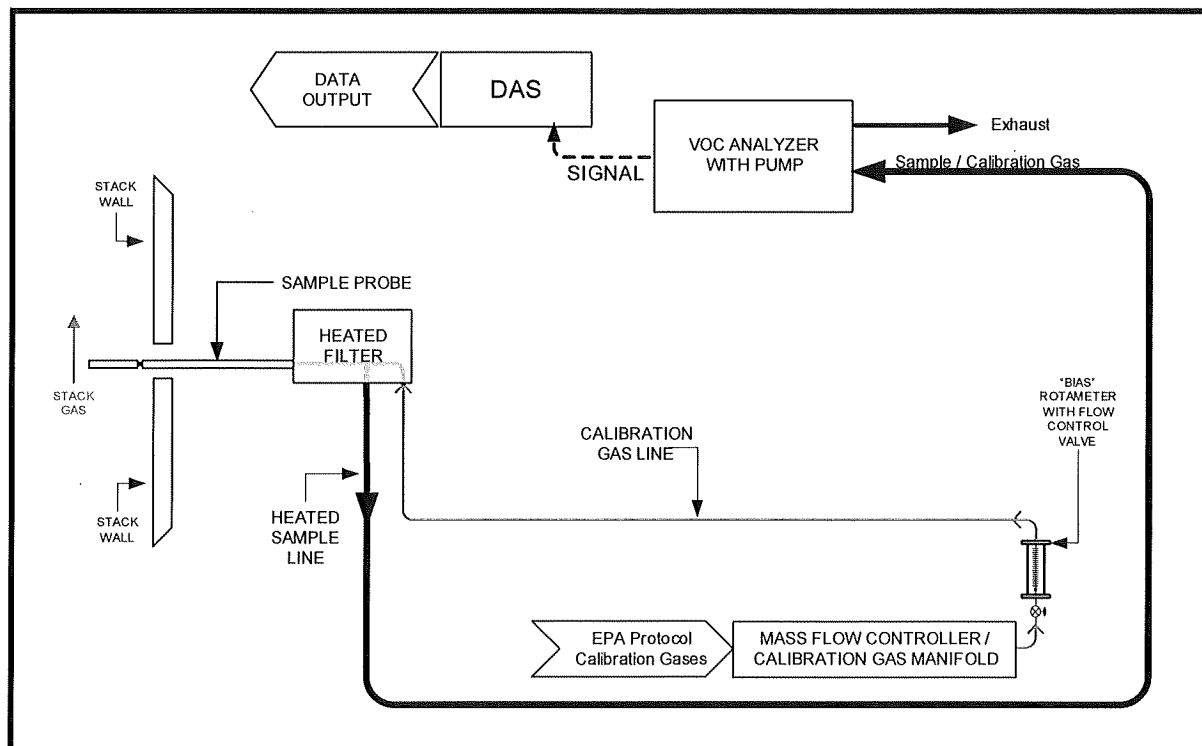 DATA
OUTPUT
DAS
VOC ANALYZER
WITH PUMP
Exhaust
Sample / Calibration Gas
SIGNAL
STACK
WALL
SAMPLE PROBE
HEATED
FILTER
STACK
GAS
"BIAS"
ROTAMETER
WITH FLOW
CONTROL
VALVE
CALIBRATION
GAS LINE
HEATED
SAMPLE
LINE
STACK
WALL
EPA Protocol
Calibration Gases
MASS FLOW CONTROLLER /
CALIBRATION GAS MANIFOLD